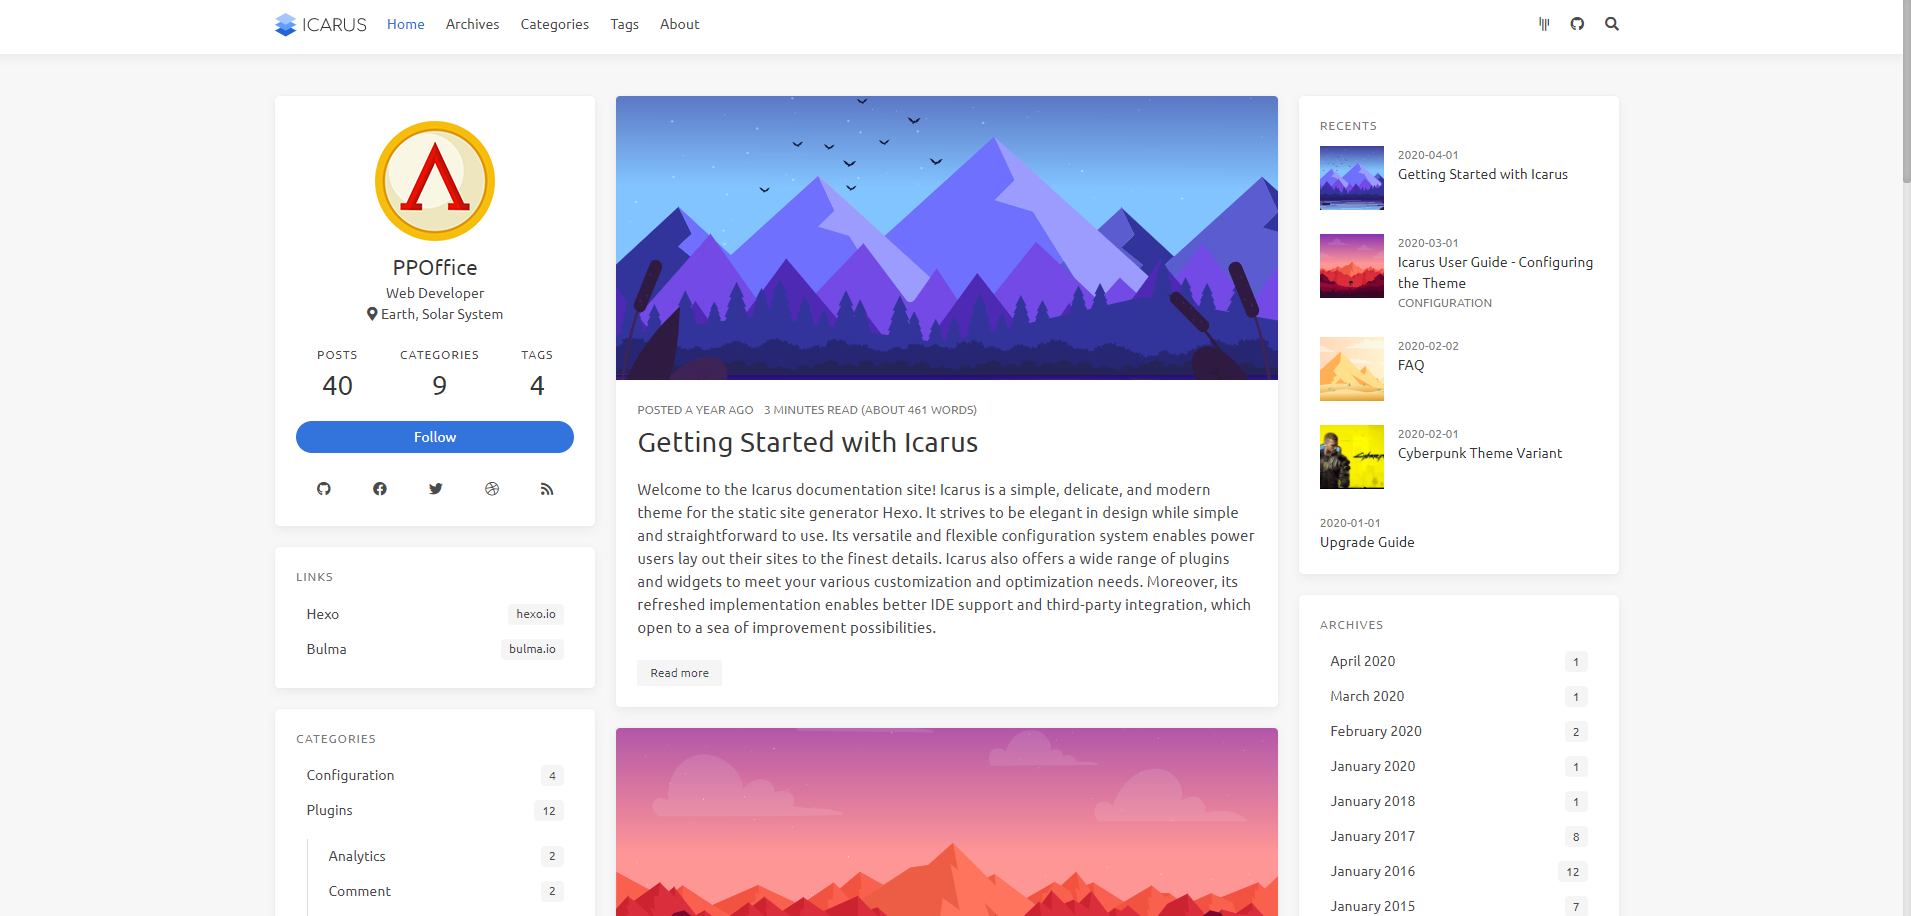 ICARUS Home Archives Categories Tags About
PPOffice
Web Developer
Earth, Solar System
POSTS CATEGORIES TAGS
40 9 4
Follow
LINKS
Hexo hexo.io
Bulma bulma.io
CATEGORIES
Configuration 4
Plugins 12
Analytics 2
Comment 2
POSTED A YEAR AGO 3 MINUTES READ (ABOUT 461 WORDS)
Getting Started with Icarus
Welcome to the Icarus documentation site! Icarus is a simple, delicate, and modern
theme for the static site generator Hexo. It strives to be elegant in design while simple
and straightforward to use. Its versatile and flexible configuration system enables power
users lay out their sites to the finest details. Icarus also offers a wide range of plugins
and widgets to meet your various customization and optimization needs. Moreover, its
refreshed implementation enables better IDE support and third-party integration, which
open to a sea of improvement possibilities.
Read more
RECENTS
2020-04-01
Getting Started with Icarus
2020-03-01
Icarus User Guide - Configuring
the Theme
CONFIGURATION
2020-02-02
FAQ
2020-02-01
Cyberpunk Theme Variant
2020-01-01
Upgrade Guide
ARCHIVES
April 2020 1
March 2020 1
February 2020 2
January 2020 1
January 2018 1
January 2017 8
January 2016 12
January 2015 7